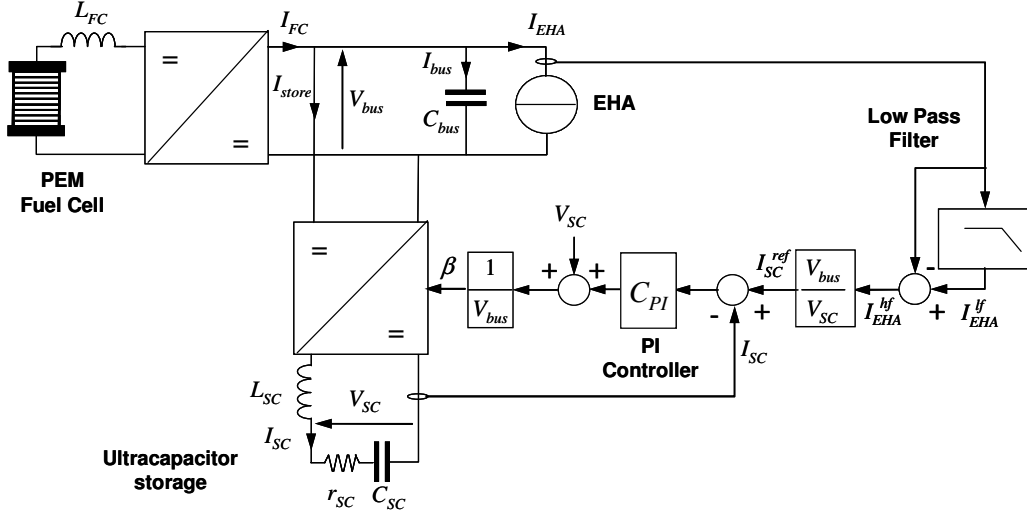 L_FC
I_FC
I_EHA
=
=
I_store
V_bus
I_bus
C_bus
EHA
PEM
Fuel Cell
Low Pass
Filter
=
=
β
1
V_bus
V_SC
+
+
C_PI
PI
Controller
-
+
I_SC^ref
V_bus
V_SC
I_EHA^hf
-
+
I_EHA^lf
I_SC
L_SC
V_SC
I_SC
r_SC
C_SC
Ultracapacitor
storage